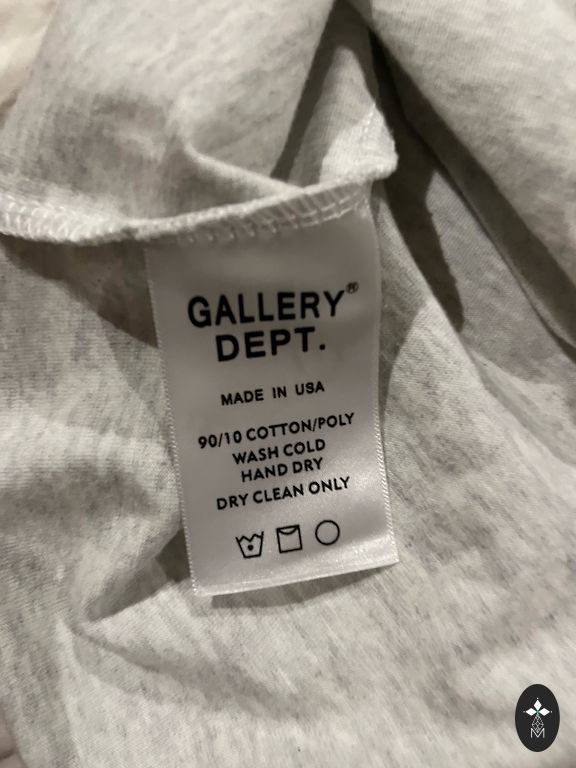 GALLERY®
DEPT.
MADE IN USA
90/10 COTTON/POLY
WASH COLD
HAND DRY
DRY CLEAN ONLY
M